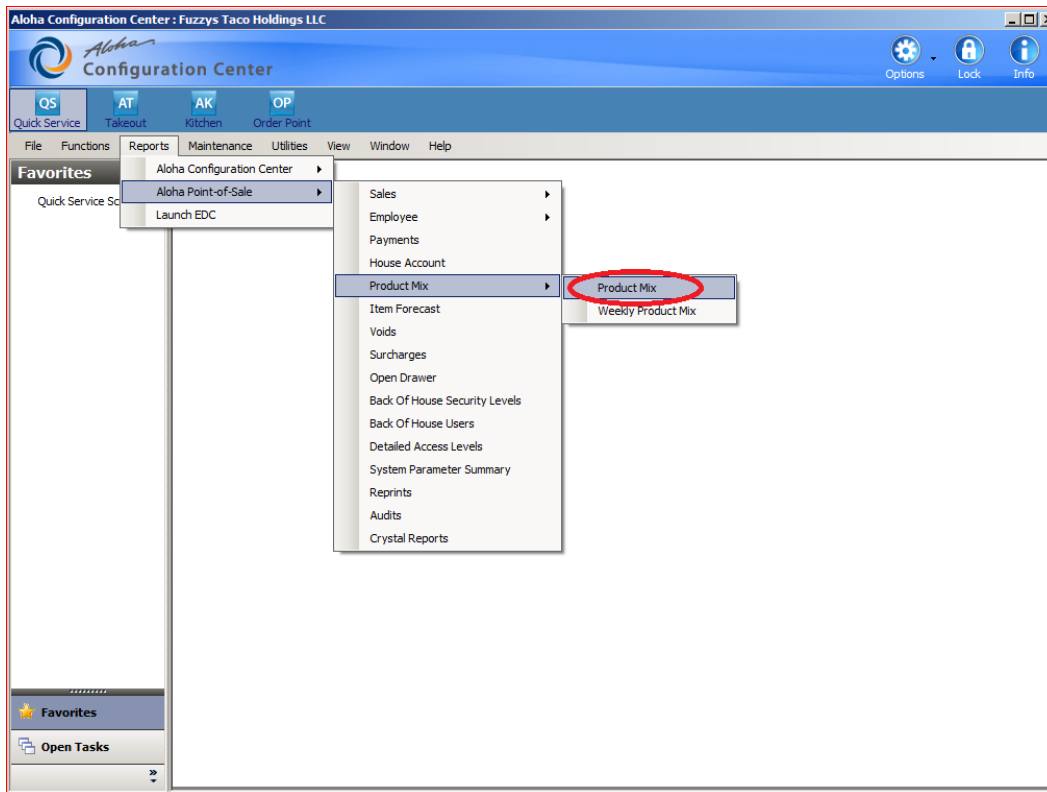 Aloha Configuration Center : Fuzzys Taco Holdings LLC
Aloha
Configuration Center
Options
Lock
Info
QS
Quick Service
AT
Takeout
AK
Kitchen
OP
Order Point
File Functions Reports Maintenance Utilities View Window Help
Favorites
Quick Service Sc
Aloha Configuration Center
Aloha Point-of-Sale
Launch EDC
Sales
Employee
Payments
House Account
Product Mix
Item Forecast
Voids
Surcharges
Open Drawer
Back Of House Security Levels
Back Of House Users
Detailed Access Levels
System Parameter Summary
Reprints
Audits
Crystal Reports
Product Mix
Weekly Product Mix
Favorites
Open Tasks